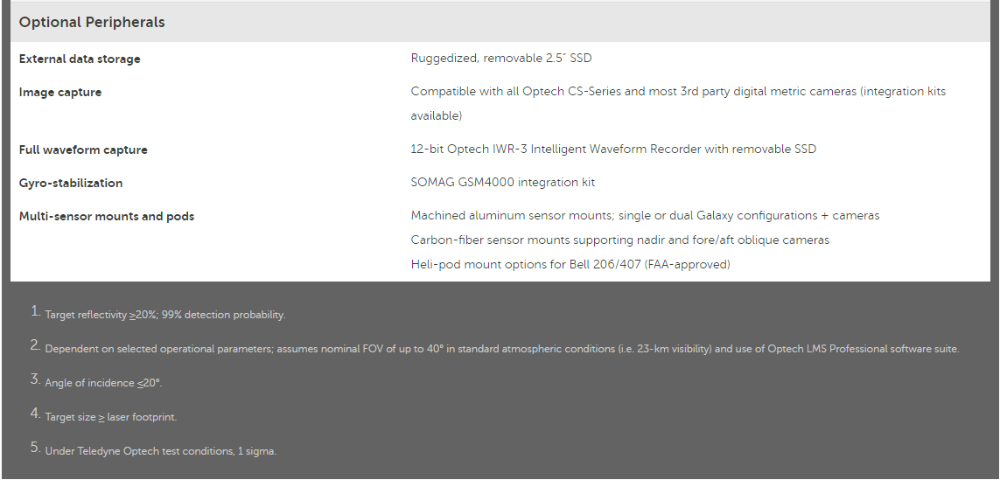 Optional Peripherals
External data storage
Ruggedized, removable 2.5" SSD
Image capture
Compatible with all Optech CS-Series and most 3rd party digital metric cameras (integration kits
available)
Full waveform capture
12-bit Optech IWR-3 Intelligent Waveform Recorder with removable SSD
Gyro-stabilization
SOMAG GSM4000 integration kit
Multi-sensor mounts and pods
Machined aluminum sensor mounts; single or dual Galaxy configurations + cameras
Carbon-fiber sensor mounts supporting nadir and fore/aft oblique cameras
Heli-pod mount options for Bell 206/407 (FAA-approved)
1. Target reflectivity ≥20%; 99% detection probability.
2. Dependent on selected operational parameters; assumes nominal FOV of up to 40° in standard atmospheric conditions (i.e. 23-km visibility) and use of Optech LMS Professional software suite.
3. Angle of incidence ≤20°.
4. Target size ≥ laser footprint.
5. Under Teledyne Optech test conditions, 1 sigma.